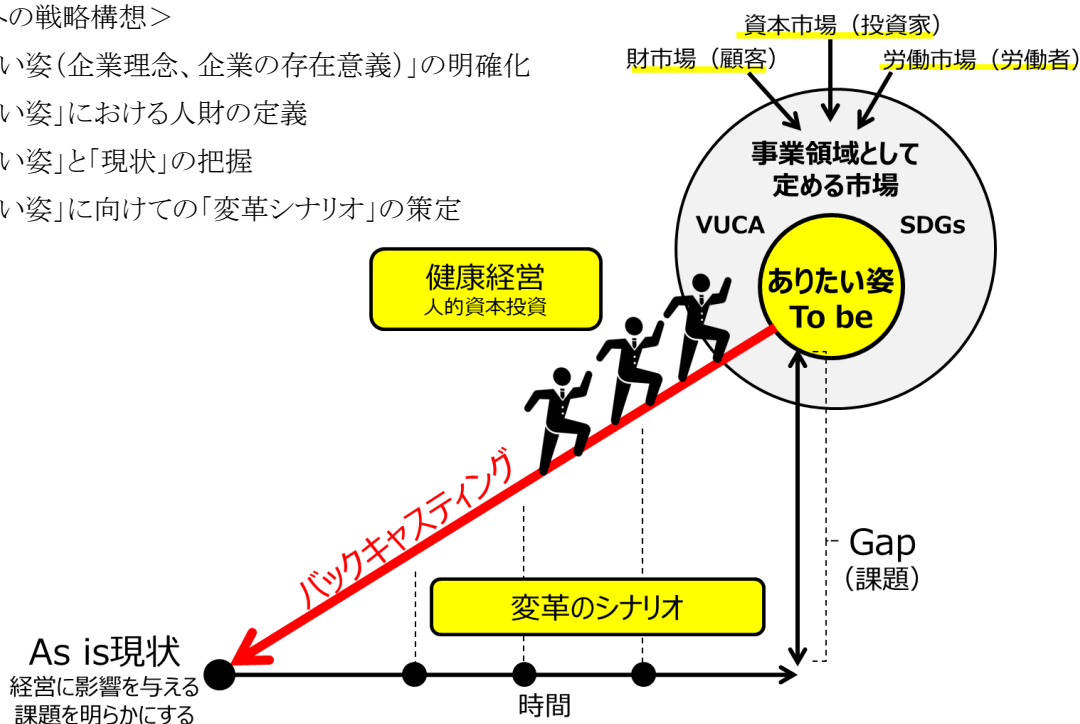 への戦略構想＞
い姿（企業理念、企業の存在意義）」の明確化
い姿」における人財の定義
い姿」と「現状」の把握
い姿」に向けての「変革シナリオ」の策定
資本市場（投資家）
財市場（顧客）
労働市場（労働者）
事業領域として
定める市場
VUCA
SDGs
ありたい姿
To be
健康経営
人的資本投資
バックキャスティング
Gap
（課題）
変革のシナリオ
As is現状
経営に影響を与える
課題を明らかにする
時間